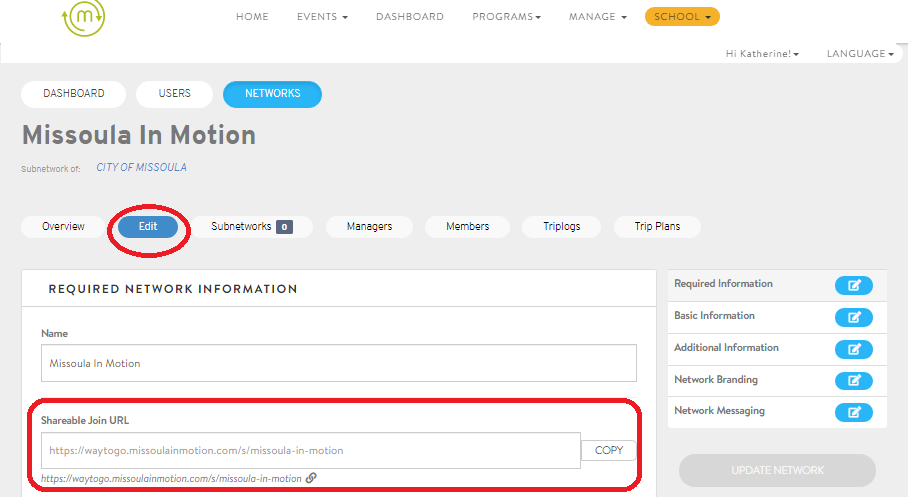 m
HOME EVENTS DASHBOARD PROGRAMS MANAGE SCHOOL
Hi Katherine! LANGUAGE
DASHBOARD USERS NETWORKS
Missoula In Motion
Subnetwork of: CITY OF MISSOULA
Overview Edit Subnetworks 0 Managers Members Triplogs Trip Plans
REQUIRED NETWORK INFORMATION
Name
Missoula In Motion
Shareable Join URL
https://waytogo.missoulainmotion.com/s/missoula-in-motion COPY
https://waytogo.missoulainmotion.com/s/missoula-in-motion
Required Information
Basic Information
Additional Information
Network Branding
Network Messaging
UPDATE NETWORK